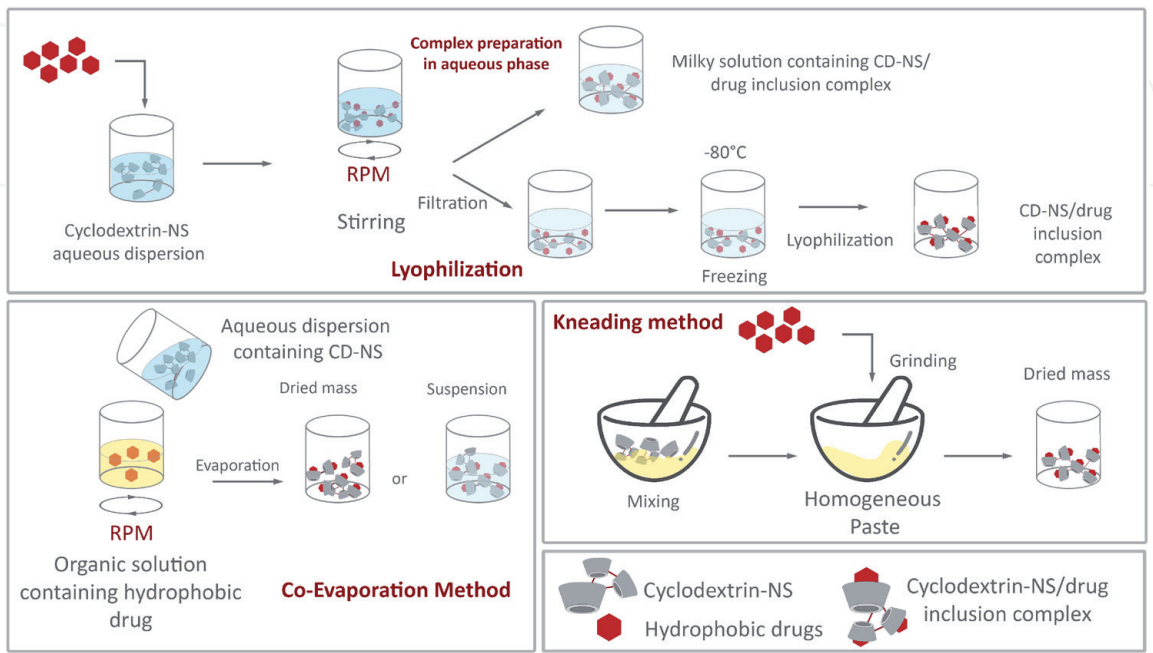 Complex preparation
in aqueous phase
Milky solution containing CD-NS/
drug inclusion complex
Cyclodextrin-NS
aqueous dispersion
RPM
Stirring
Filtration
-80°C
Freezing
Lyophilization
CD-NS/drug
inclusion
complex
Lyophilization
Aqueous dispersion
containing CD-NS
Dried mass
Suspension
Evaporation
or
RPM
Organic solution
containing hydrophobic
drug
Co-Evaporation Method
Kneading method
Grinding
Dried mass
Mixing
Homogeneous
Paste
Cyclodextrin-NS
Hydrophobic drugs
Cyclodextrin-NS/drug
inclusion complex